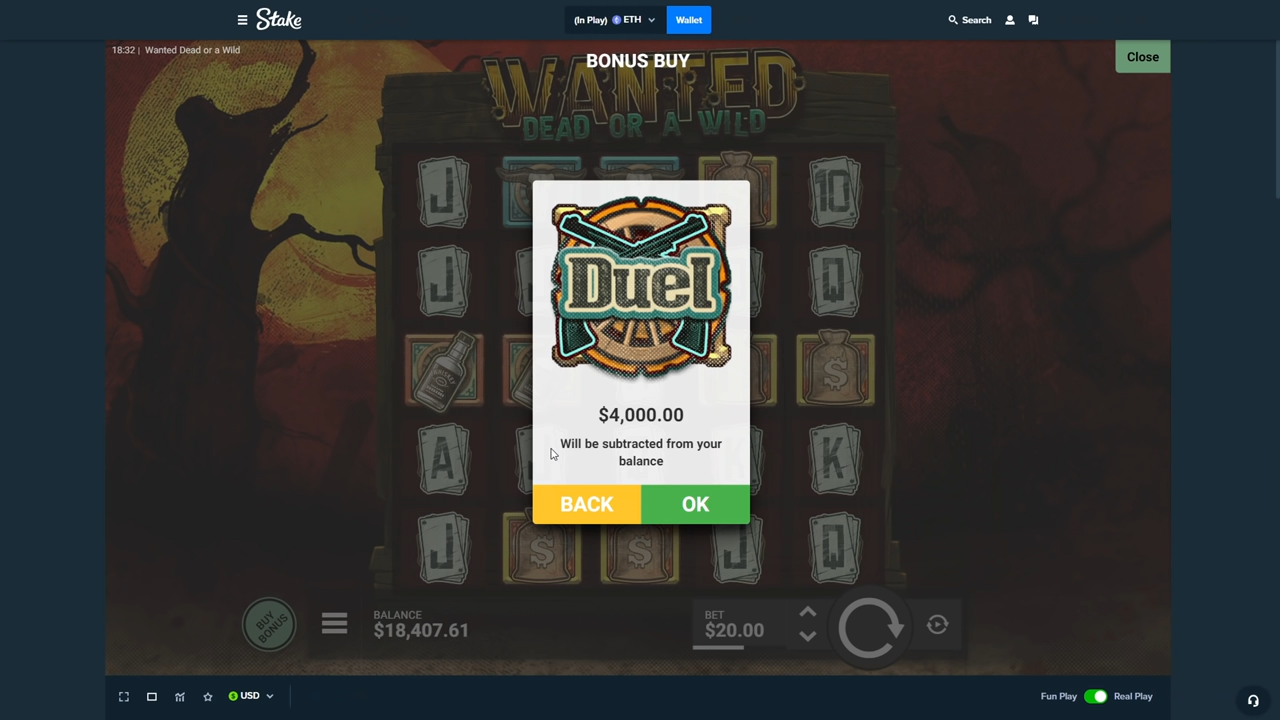 Stake
(In Play) ETH
Wallet
Search
18:32 | Wanted Dead or a Wild
BONUS BUY
Close
WANTED
DEAD OR A WILD
J
10
J
Q
Duel
WHISKEY
$
$4,000.00
Will be subtracted from your
balance
A
K
BACK
OK
J
$
$
J
Q
BUY
BONUS
BALANCE
$18,407.61
BET
$20.00
USD
Fun Play
Real Play